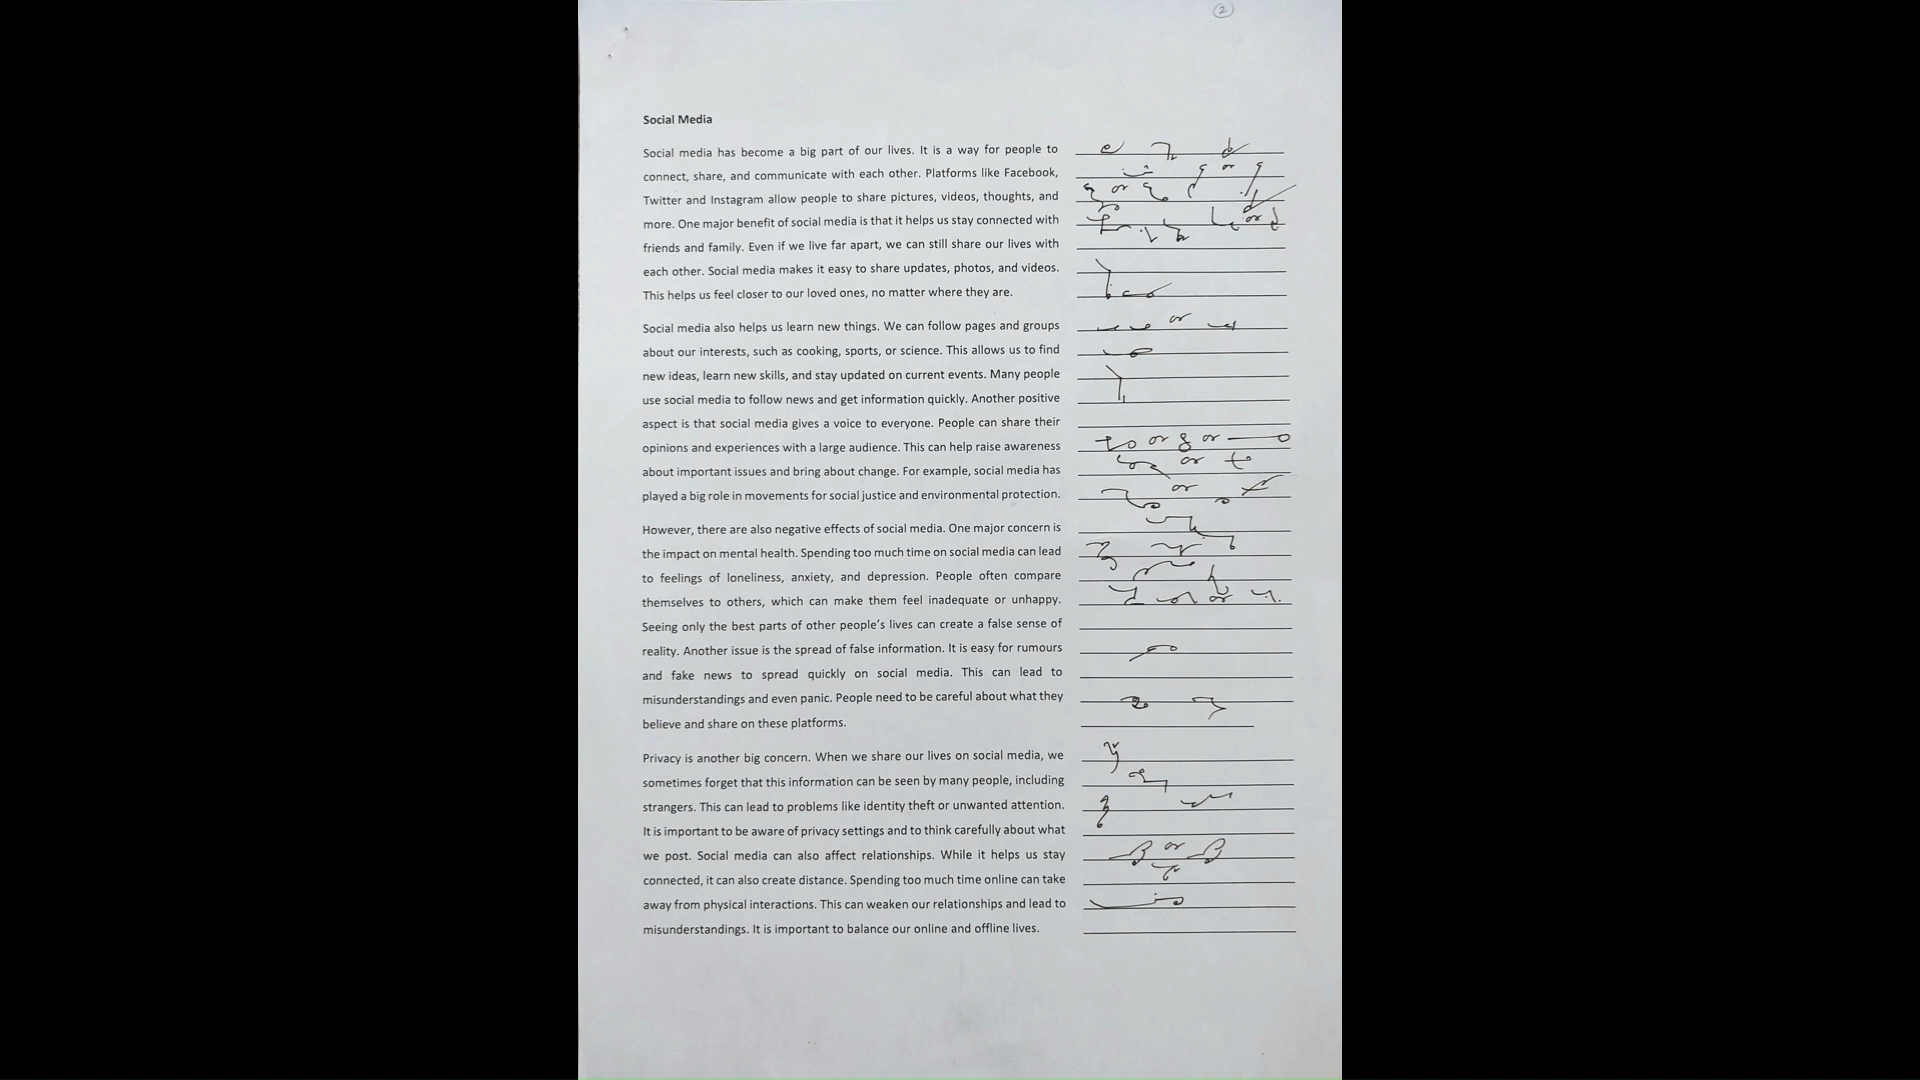 2
Social Media
Social media has become a big part of our lives. It is a way for people to
connect, share, and communicate with each other. Platforms like Facebook,
or
Twitter and Instagram allow people to share pictures, videos, thoughts, and
or
more. One major benefit of social media is that it helps us stay connected with
or
friends and family. Even if we live far apart, we can still share our lives with
each other. Social media makes it easy to share updates, photos, and videos.
This helps us feel closer to our loved ones, no matter where they are.
Social media also helps us learn new things. We can follow pages and groups
or
about our interests, such as cooking, sports, or science. This allows us to find
new ideas, learn new skills, and stay updated on current events. Many people
use social media to follow news and get information quickly. Another positive
aspect is that social media gives a voice to everyone. People can share their
opinions and experiences with a large audience. This can help raise awareness
or or
about important issues and bring about change. For example, social media has
or
played a big role in movements for social justice and environmental protection.
or
However, there are also negative effects of social media. One major concern is
the impact on mental health. Spending too much time on social media can lead
to feelings of loneliness, anxiety, and depression. People often compare
themselves to others, which can make them feel inadequate or unhappy.
or
Seeing only the best parts of other people's lives can create a false sense of
reality. Another issue is the spread of false information. It is easy for rumours
and fake news to spread quickly on social media. This can lead to
misunderstandings and even panic. People need to be careful about what they
believe and share on these platforms.
Privacy is another big concern. When we share our lives on social media, we
sometimes forget that this information can be seen by many people, including
strangers. This can lead to problems like identity theft or unwanted attention.
It is important to be aware of privacy settings and to think carefully about what
we post. Social media can also affect relationships. While it helps us stay
or
connected, it can also create distance. Spending too much time online can take
away from physical interactions. This can weaken our relationships and lead to
misunderstandings. It is important to balance our online and offline lives.